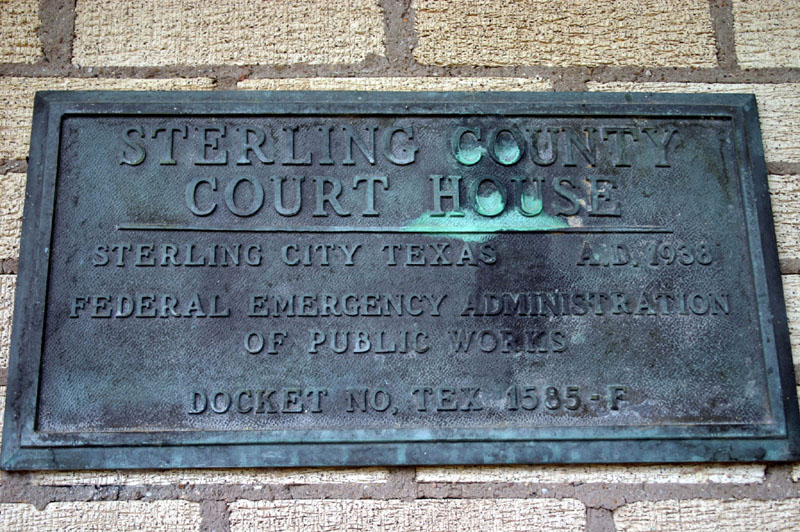 STERLING COUNTY
COURT HOUSE
STERLING CITY TEXAS A.D. 1938
FEDERAL EMERGENCY ADMINISTRATION
OF PUBLIC WORKS
DOCKET NO. TEX 1585-F